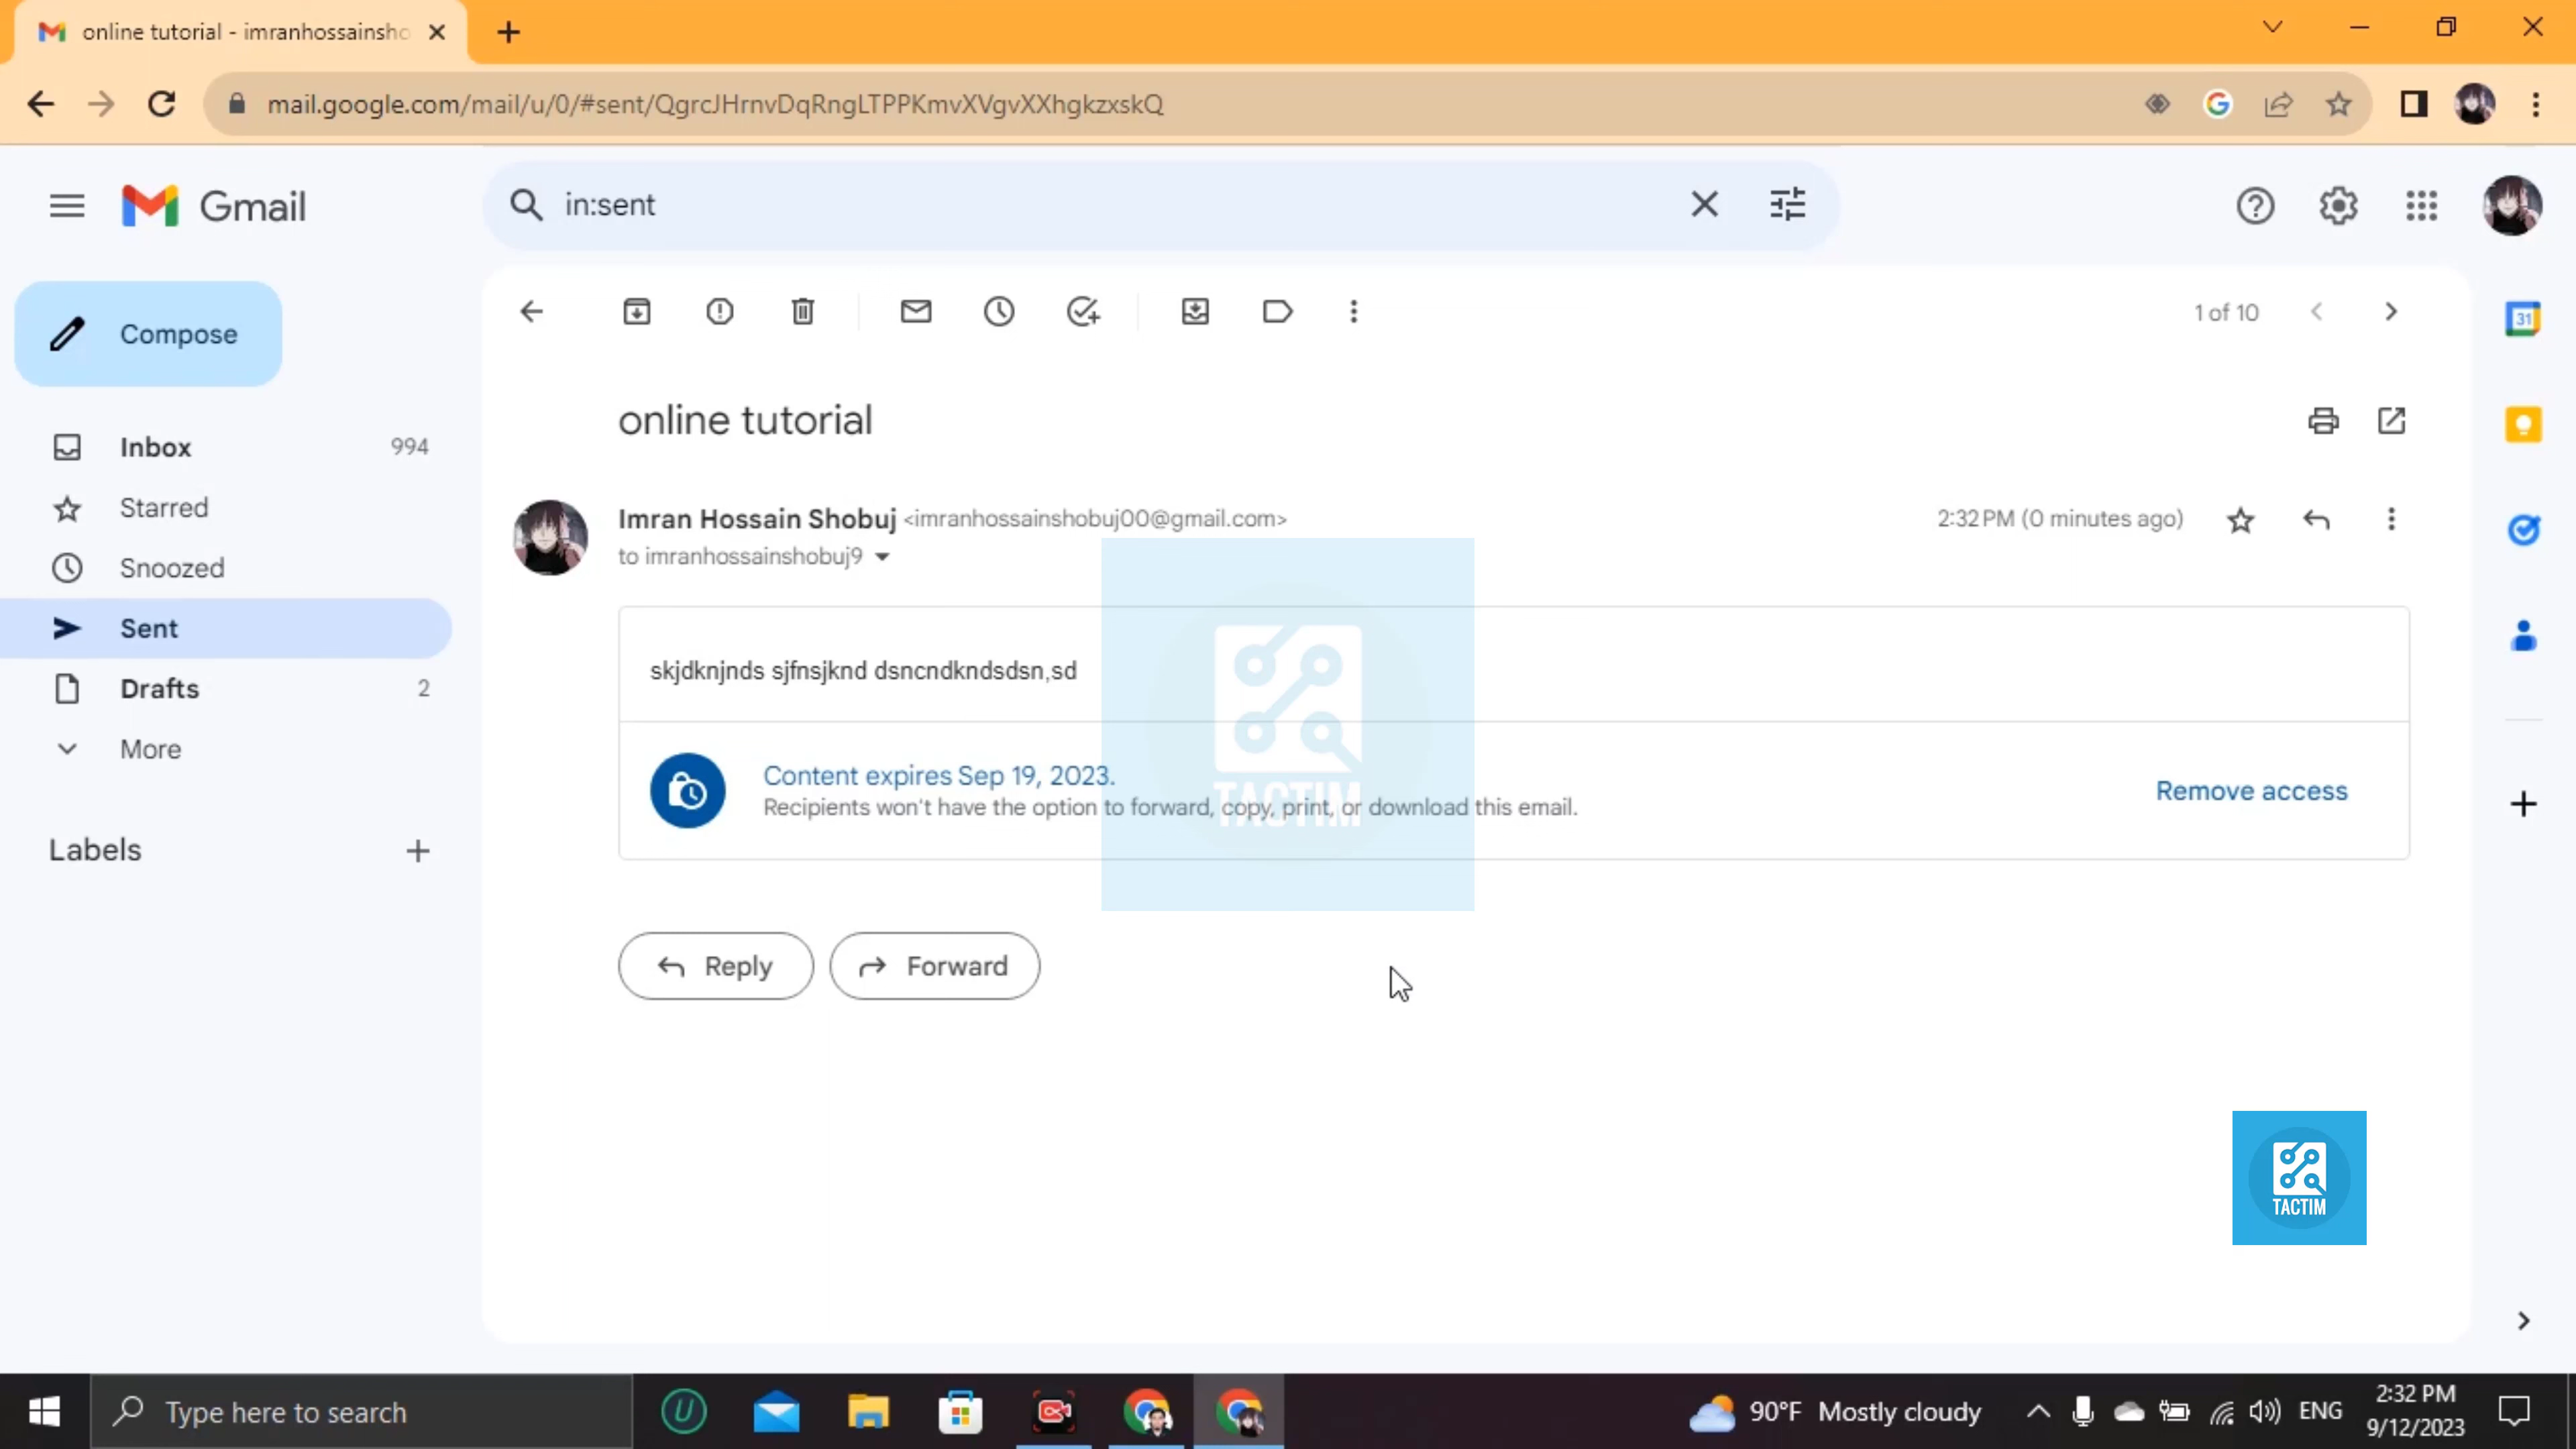 online tutorial - imranhossainsho
mail.google.com/mail/u/0/#sent/QgrcJHrnvDqRngLTPPKmvXVgvXXhgkzxskQ
Gmail
in:sent
Compose
1 of 10
31
online tutorial
Inbox 994
Starred
Snoozed
Sent
Drafts 2
More
Labels
Imran Hossain Shobuj <imranhossainshobuj00@gmail.com>
2:32 PM (0 minutes ago)
to imranhossainshobuj9
skjdknjnds sjfnsjknd dsncndkndsdsn,sd
Content expires Sep 19, 2023.
Recipients won't have the option to forward, copy, print, or download this email.
Remove access
TACTIM
Reply
Forward
TACTIM
Type here to search
90°F Mostly cloudy
ENG
2:32 PM
9/12/2023